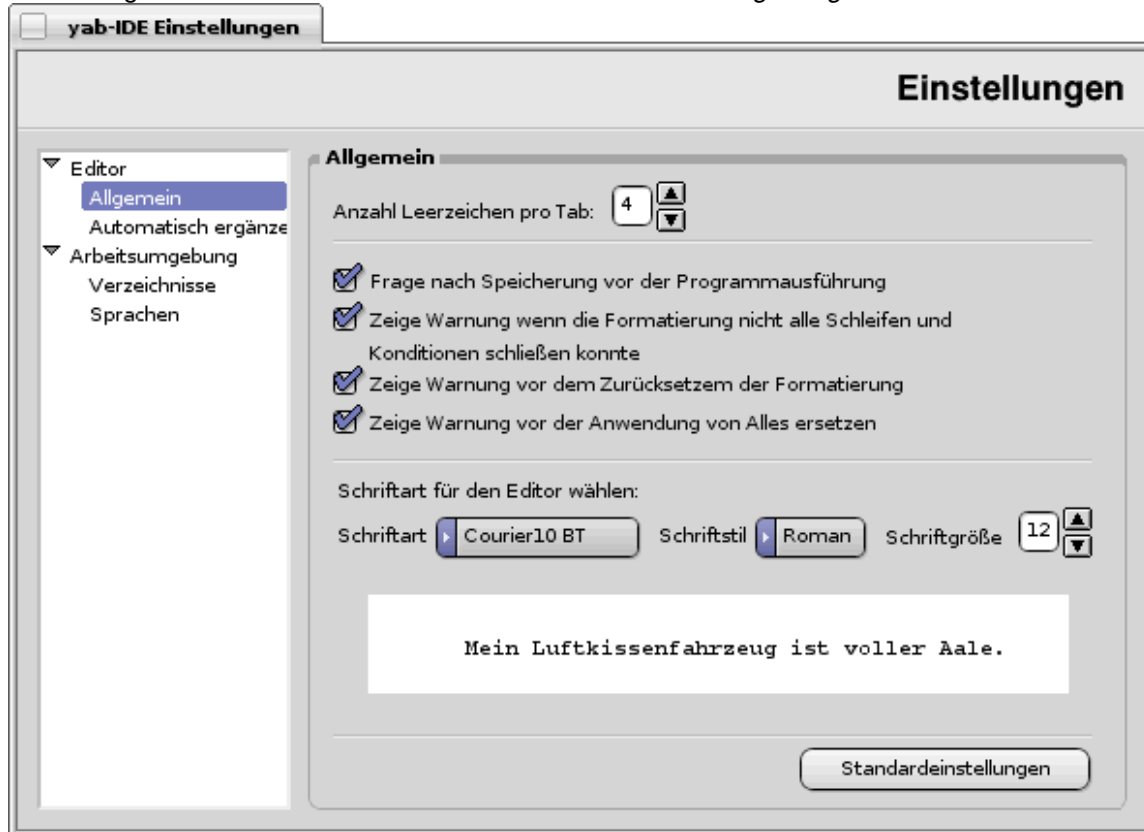 yab-IDE Einstellungen
Einstellungen
Editor
Allgemein
Automatisch ergänze
Arbeitsumgebung
Verzeichnisse
Sprachen
Allgemein
Anzahl Leerzeichen pro Tab: 4
Frage nach Speicherung vor der Programmausführung
Zeige Warnung wenn die Formatierung nicht alle Schleifen und
Konditionen schließen konnte
Zeige Warnung vor dem Zurücksetzem der Formatierung
Zeige Warnung vor der Anwendung von Alles ersetzen
Schriftart für den Editor wählen:
Schriftart Courier10 BT Schriftstil Roman Schriftgröße 12
Mein Luftkissenfahrzeug ist voller Aale.
Standardeinstellungen